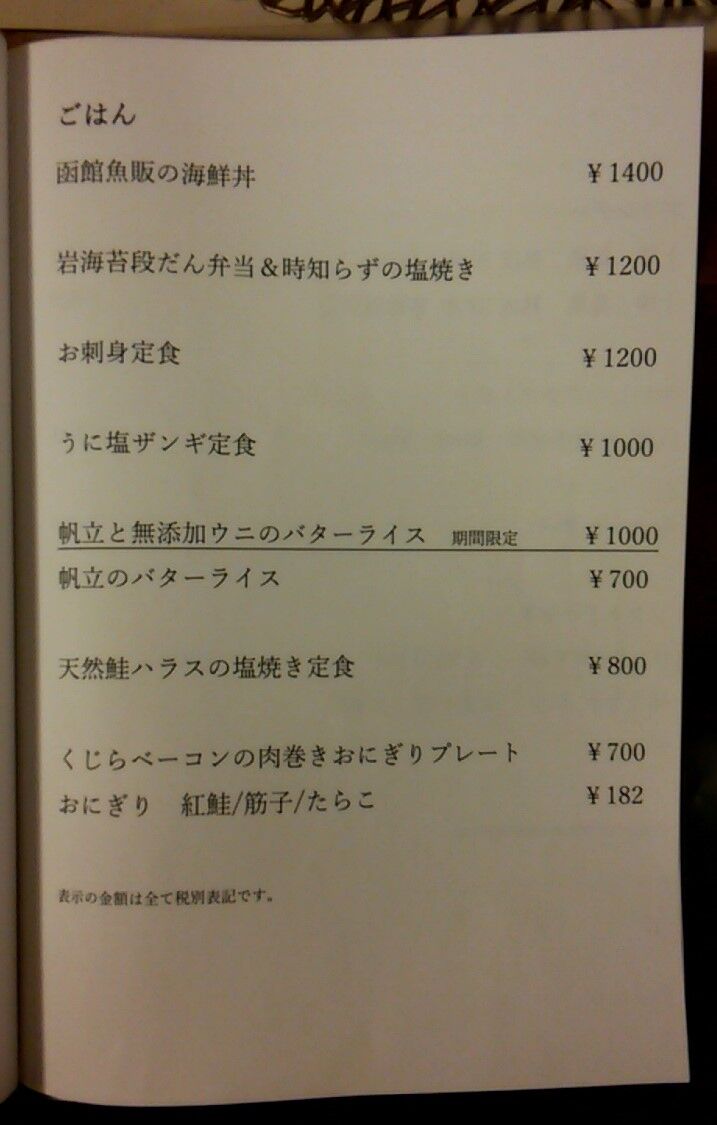 ごはん
函館魚販の海鮮丼 ¥1400
岩海苔段だん弁当&時知らずの塩焼き ¥1200
お刺身定食 ¥1200
うに塩ザンギ定食 ¥1000
帆立と無添加ウニのバターライス 期間限定 ¥1000
帆立のバターライス ¥700
天然鮭ハラスの塩焼き定食 ¥800
くじらベーコンの肉巻きおにぎりプレート ¥700
おにぎり 紅鮭/筋子/たらこ ¥182
表示の金額は全て税別表記です。